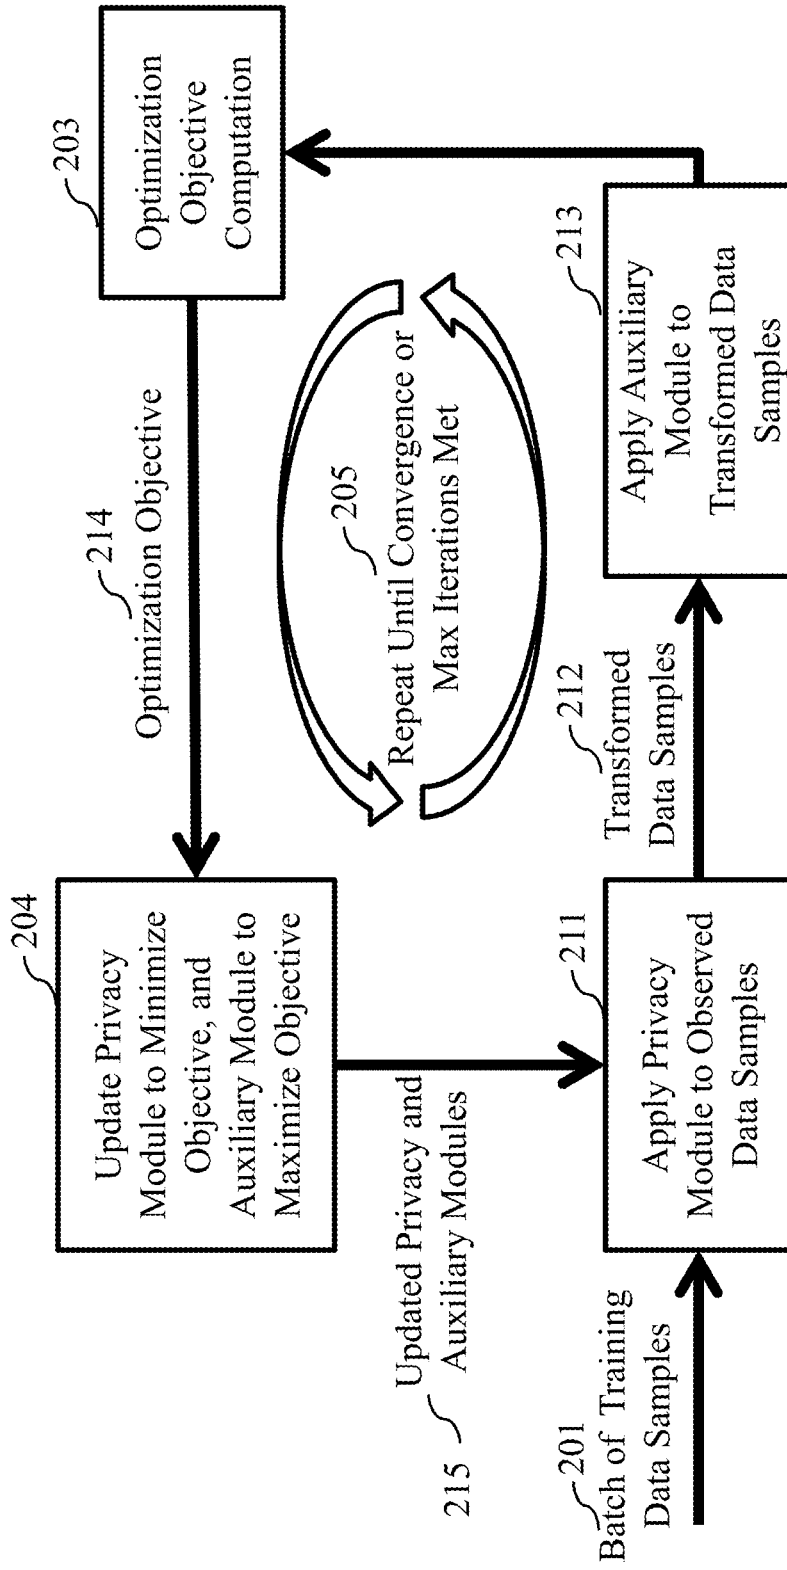 204
Update Privacy
Module to Minimize
Objective, and
Auxiliary Module to
Maximize Objective
214
Optimization Objective
203
Optimization
Objective
Computation
215
Updated Privacy and
Auxiliary Modules
205
Repeat Until Convergence or
Max Iterations Met
201
Batch of Training
Data Samples
211
Apply Privacy
Module to Observed
Data Samples
212
Transformed
Data Samples
213
Apply Auxiliary
Module to
Transformed Data
Samples